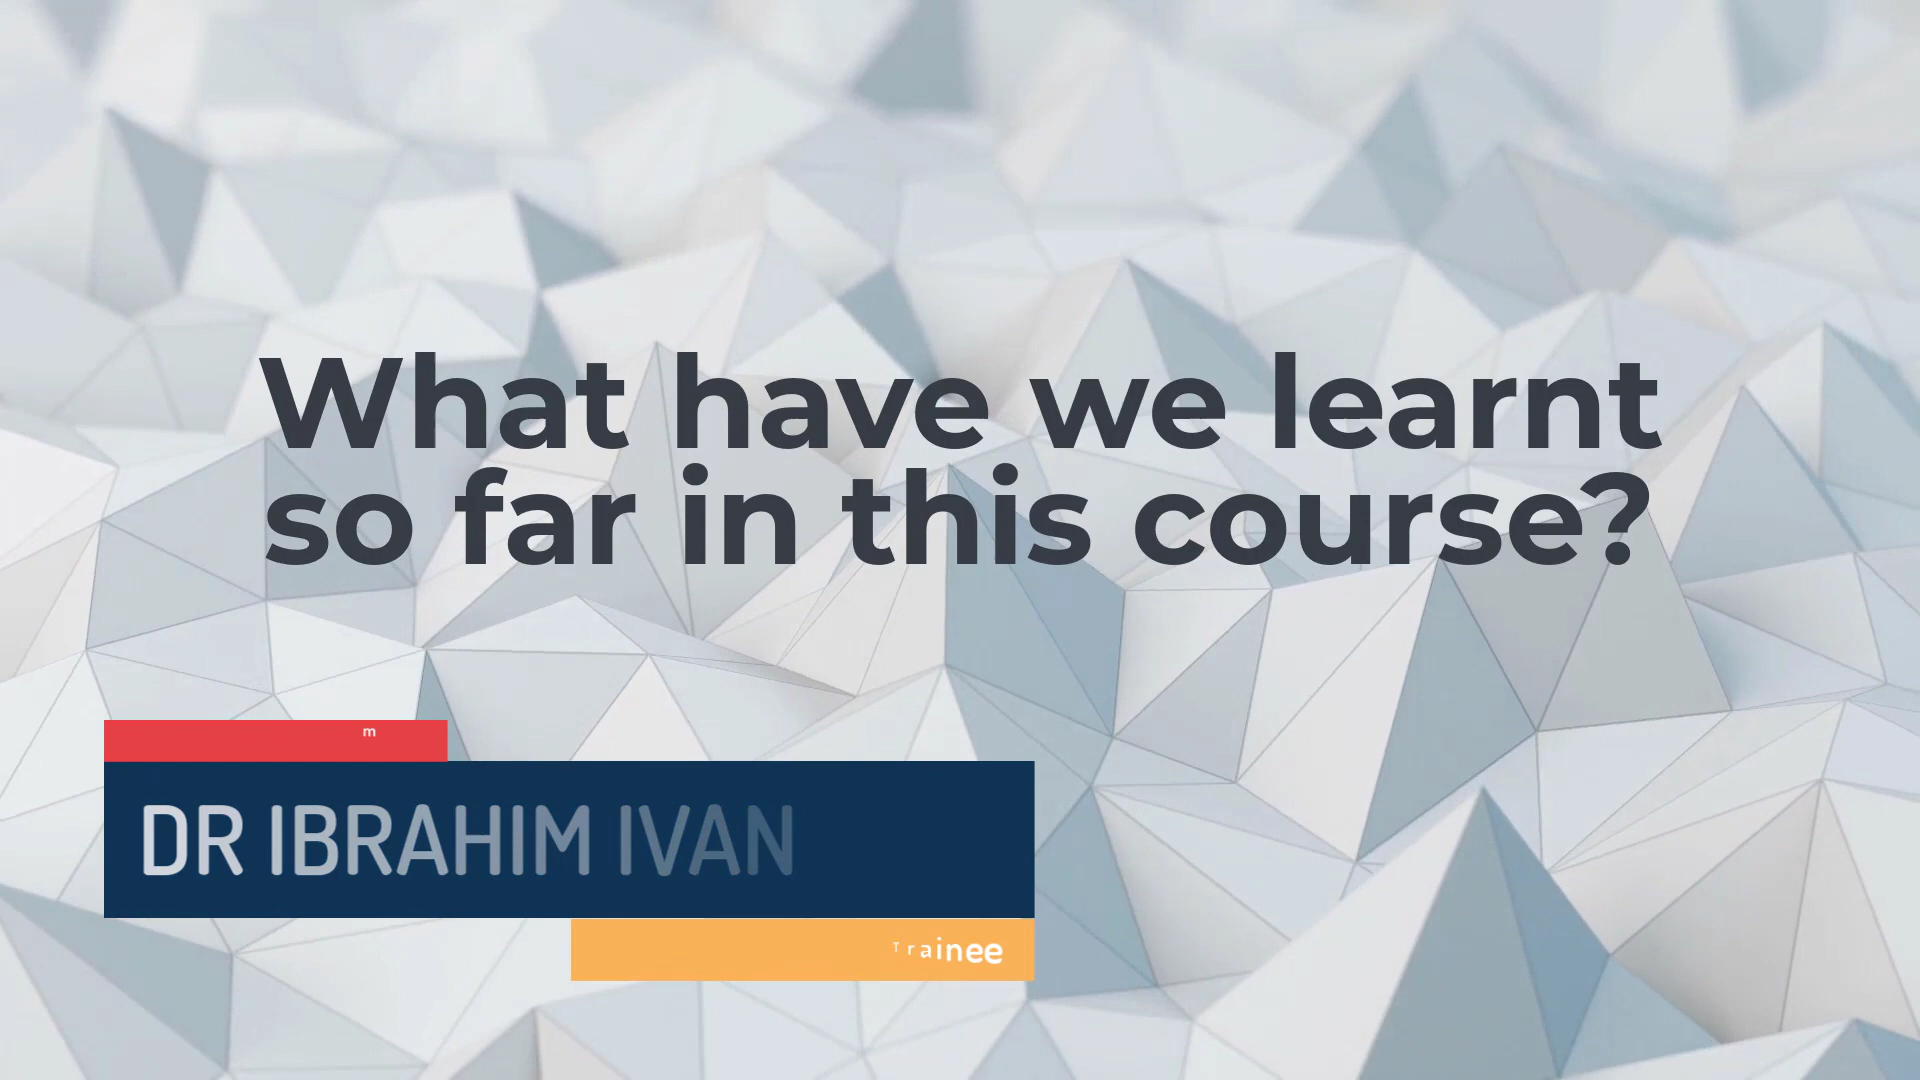 What have we learnt
so far in this course?
m
DR IBRAHIM IVAN
Trainee